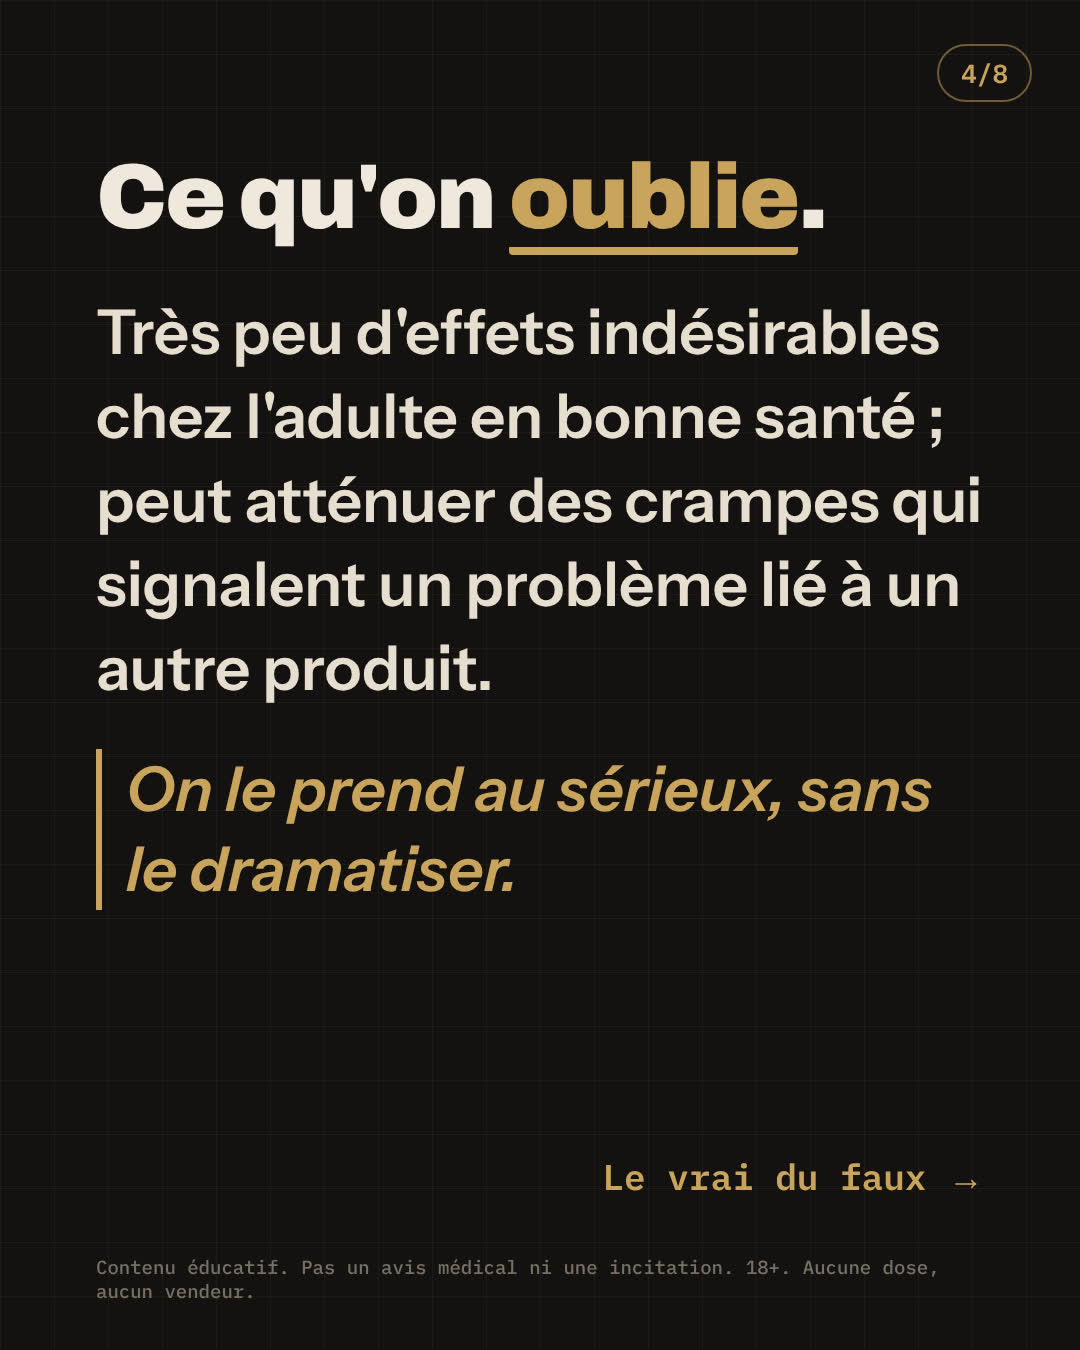 4/8
Ce qu'on oublie.
Très peu d'effets indésirables
chez l'adulte en bonne santé ;
peut atténuer des crampes qui
signalent un problème lié à un
autre produit.
On le prend au sérieux, sans
le dramatiser.
Le vrai du faux →
Contenu éducatif. Pas un avis médical ni une incitation. 18+. Aucune dose,
aucun vendeur.